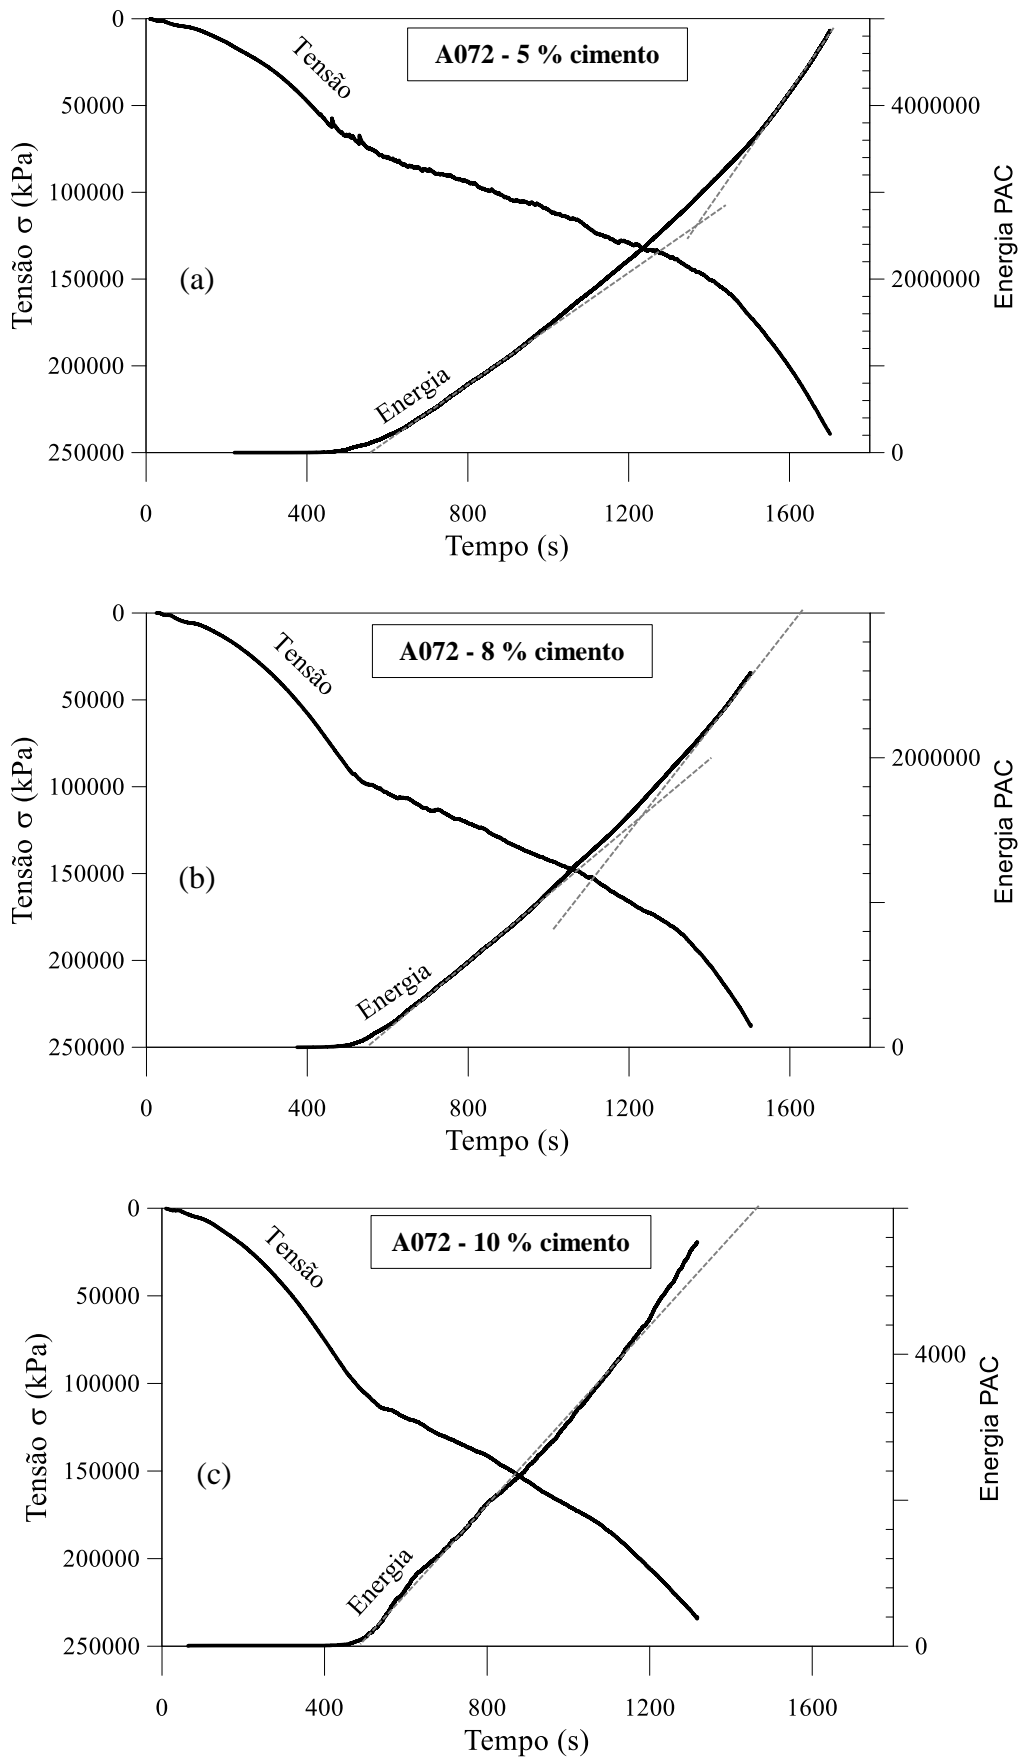 A072 - 5 % cimento
Tensão
Energia
(a)
Tensão σ (kPa)
0
50000
100000
150000
200000
250000
Energia PAC
4000000
2000000
0
0 400 800 1200 1600
Tempo (s)
A072 - 8 % cimento
Tensão
Energia
(b)
Tensão σ (kPa)
0
50000
100000
150000
200000
250000
Energia PAC
2000000
0
0 400 800 1200 1600
Tempo (s)
A072 - 10 % cimento
Tensão
Energia
(c)
Tensão σ (kPa)
0
50000
100000
150000
200000
250000
Energia PAC
4000
0
0 400 800 1200 1600
Tempo (s)